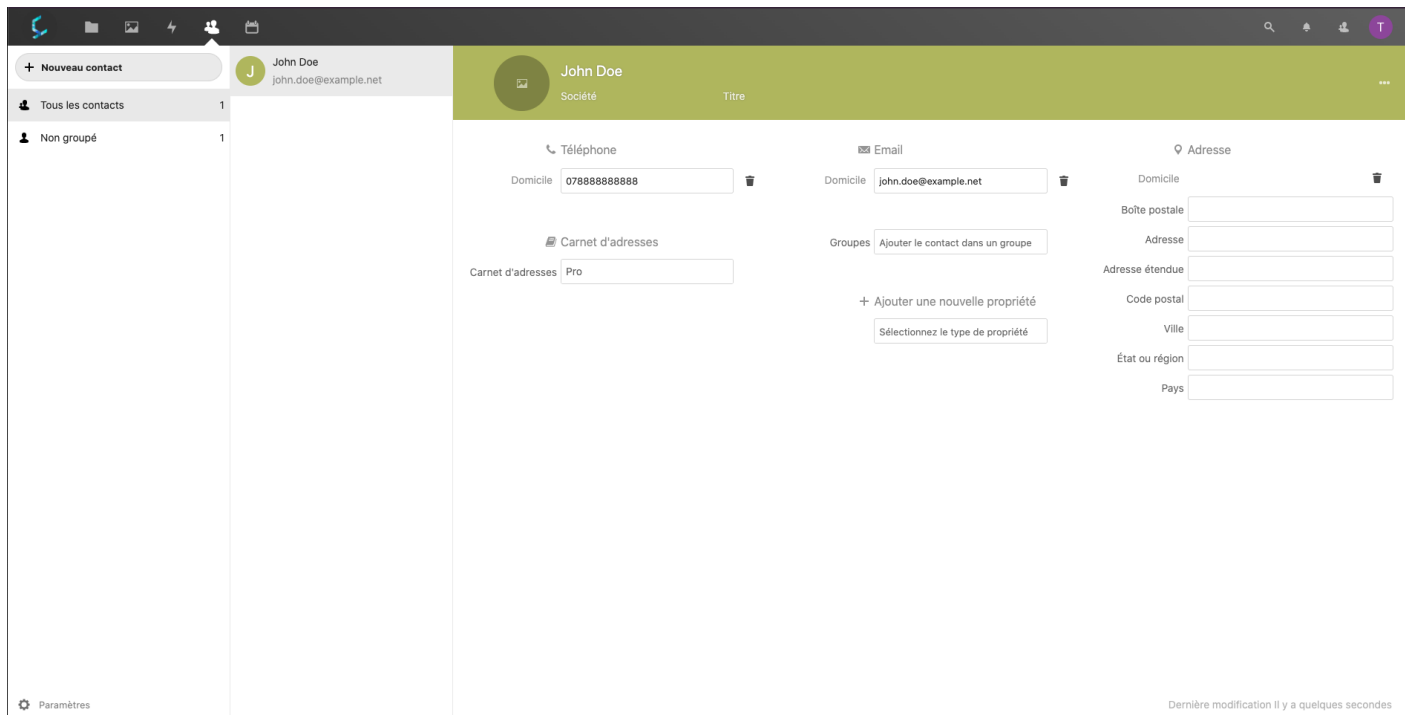 T
+ Nouveau contact
Tous les contacts 1
Non groupé 1
J
John Doe
john.doe@example.net
John Doe
Société Titre
Téléphone
Domicile 078888888888
Carnet d'adresses
Carnet d'adresses Pro
Email
Domicile john.doe@example.net
Groupes Ajouter le contact dans un groupe
+ Ajouter une nouvelle propriété
Sélectionnez le type de propriété
Adresse
Domicile
Boîte postale
Adresse
Adresse étendue
Code postal
Ville
État ou région
Pays
Paramètres
Dernière modification Il y a quelques secondes